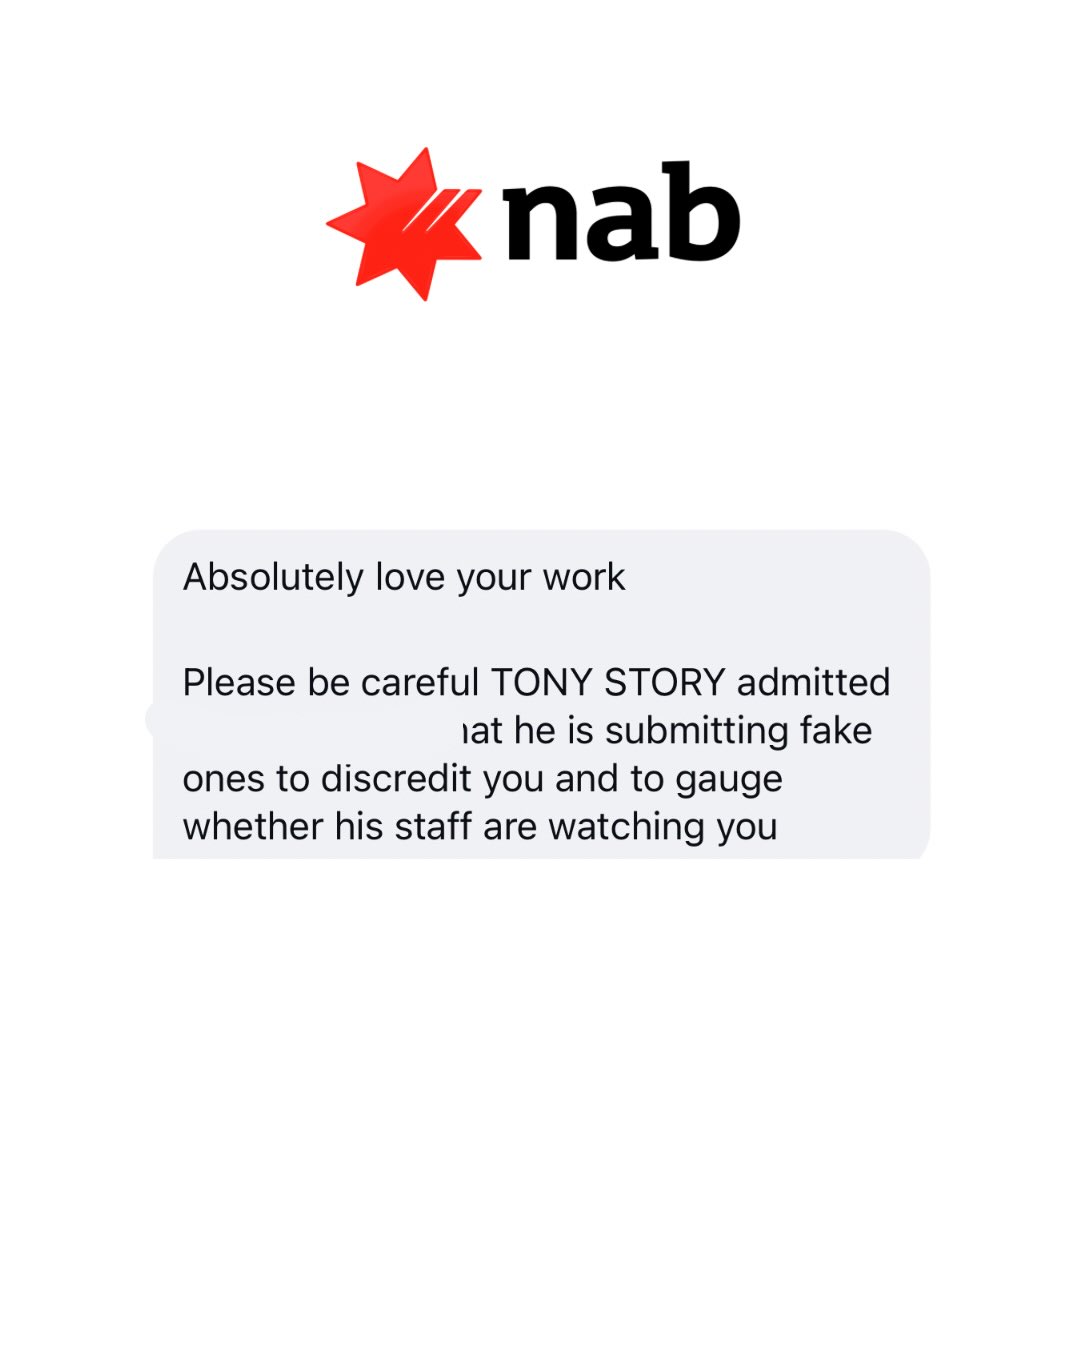 nab
Absolutely love your work
Please be careful TONY STORY admitted
at he is submitting fake
ones to discredit you and to gauge
whether his staff are watching you